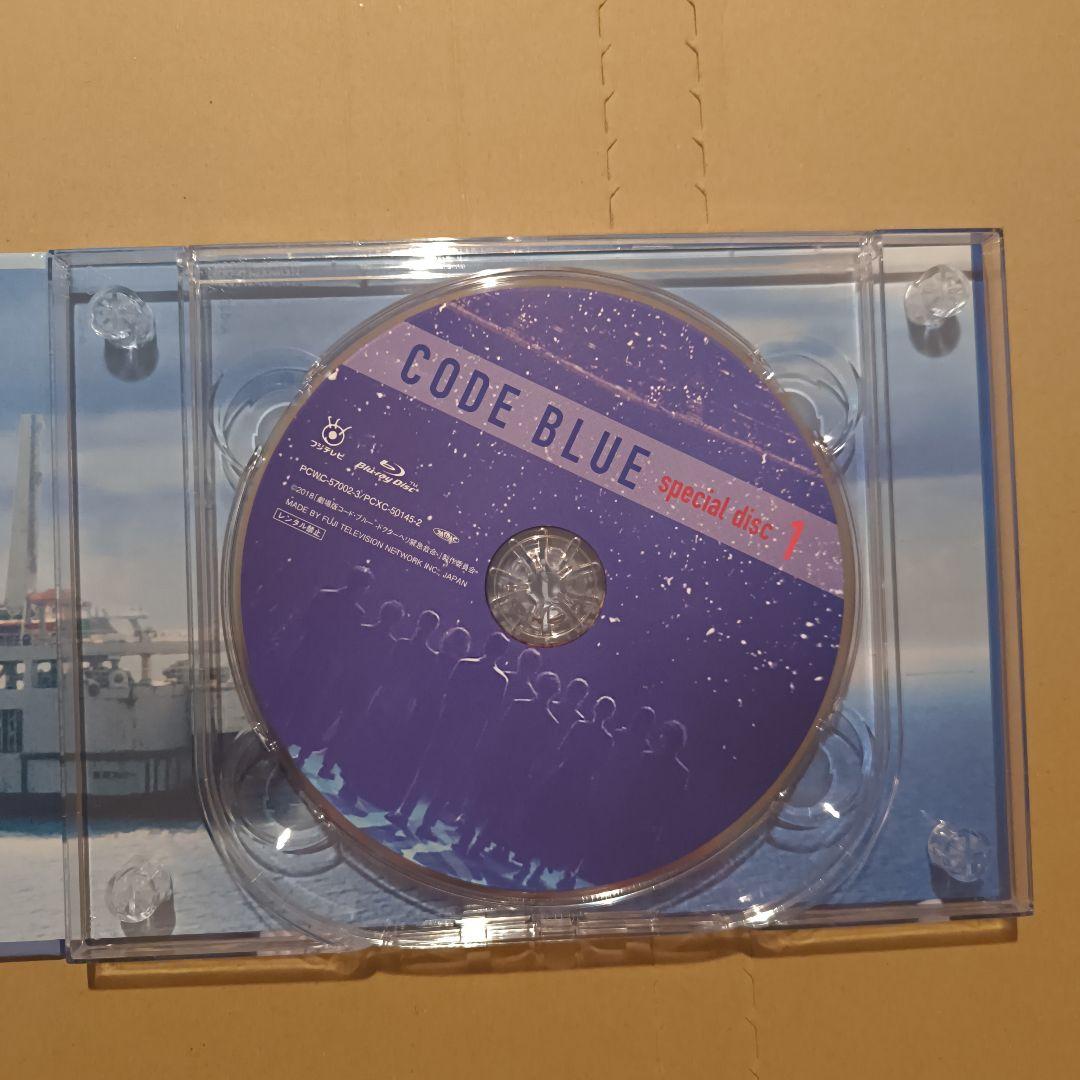 CODE BLUE special disc 1
フジテレビ
Blu-ray Disc™
PCWC-57002-3/PCXC-50145-2
©2018「劇場版コード・ブルー -ドクターヘリ緊急救命-」製作委員会
MADE BY FUJI TELEVISION NETWORK INC., JAPAN
レンタル禁止